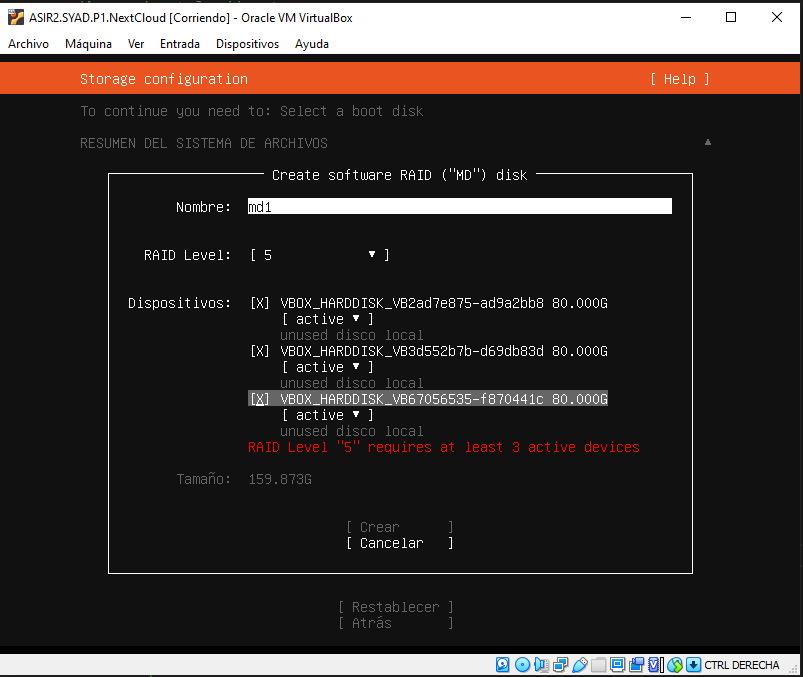 ASIR2.SYAD.P1.NextCloud [Corriendo] - Oracle VM VirtualBox
Archivo Máquina Ver Entrada Dispositivos Ayuda
Storage configuration [ Help ]
To continue you need to: Select a boot disk
RESUMEN DEL SISTEMA DE ARCHIVOS ▲
Create software RAID ("MD") disk
Nombre: md1
RAID Level: [ 5 ▼ ]
Dispositivos: [X] VBOX_HARDDISK_VB2ad7e875-ad9a2bb8 80.000G
[ active ▼ ]
unused disco local
[X] VBOX_HARDDISK_VB3d552b7b-d69db83d 80.000G
[ active ▼ ]
unused disco local
[X] VBOX_HARDDISK_VB67056535-f870441c 80.000G
[ active ▼ ]
unused disco local
RAID Level "5" requires at least 3 active devices
Tamaño: 159.873G
[ Crear ]
[ Cancelar ]
[ Restablecer ]
[ Atrás ]
CTRL DERECHA